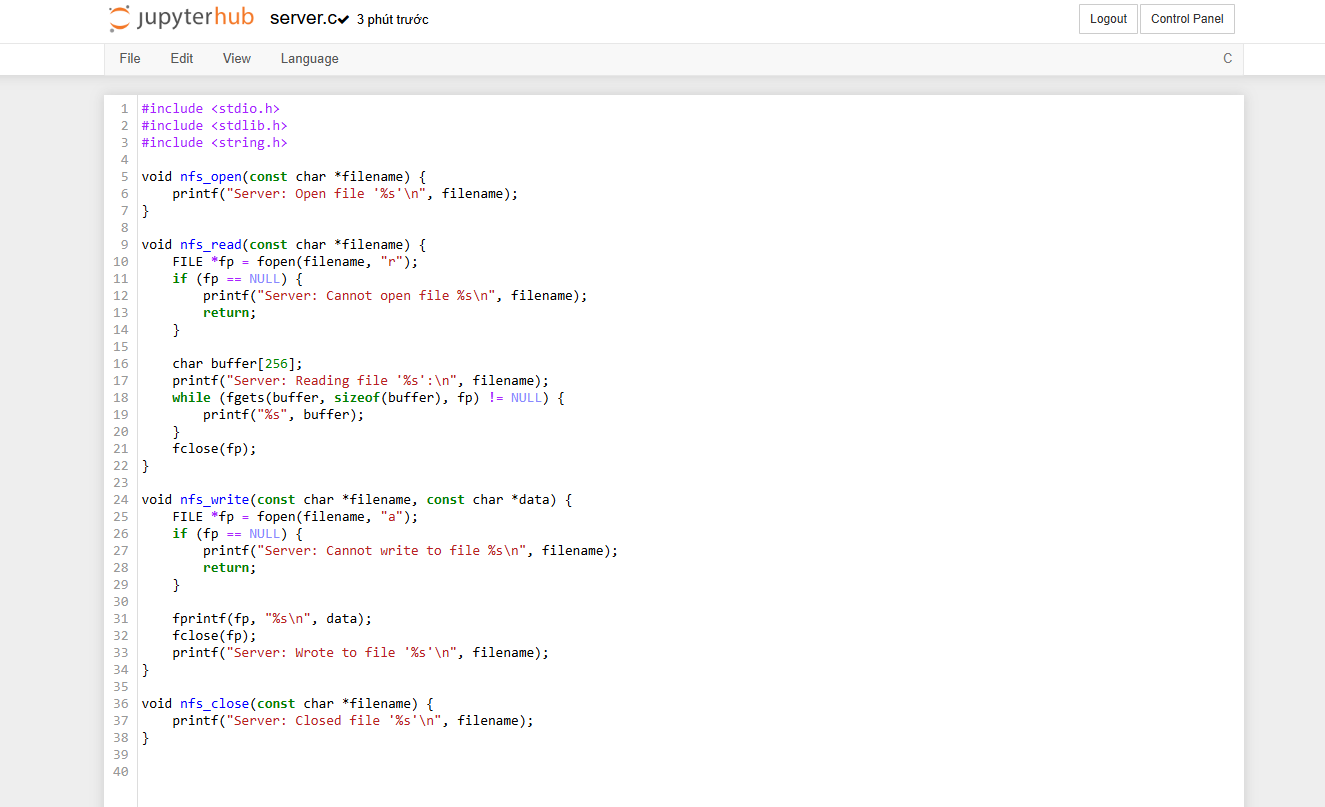 jupyterhub server.c✔ 3 phút trước Logout Control Panel
File Edit View Language C
1 #include <stdio.h>
2 #include <stdlib.h>
3 #include <string.h>
4
5 void nfs_open(const char *filename) {
6     printf("Server: Open file '%s'\n", filename);
7 }
8
9 void nfs_read(const char *filename) {
10     FILE *fp = fopen(filename, "r");
11     if (fp == NULL) {
12         printf("Server: Cannot open file %s\n", filename);
13         return;
14     }
15
16     char buffer[256];
17     printf("Server: Reading file '%s':\n", filename);
18     while (fgets(buffer, sizeof(buffer), fp) != NULL) {
19         printf("%s", buffer);
20     }
21     fclose(fp);
22 }
23
24 void nfs_write(const char *filename, const char *data) {
25     FILE *fp = fopen(filename, "a");
26     if (fp == NULL) {
27         printf("Server: Cannot write to file %s\n", filename);
28         return;
29     }
30
31     fprintf(fp, "%s\n", data);
32     fclose(fp);
33     printf("Server: Wrote to file '%s'\n", filename);
34 }
35
36 void nfs_close(const char *filename) {
37     printf("Server: Closed file '%s'\n", filename);
38 }
39
40